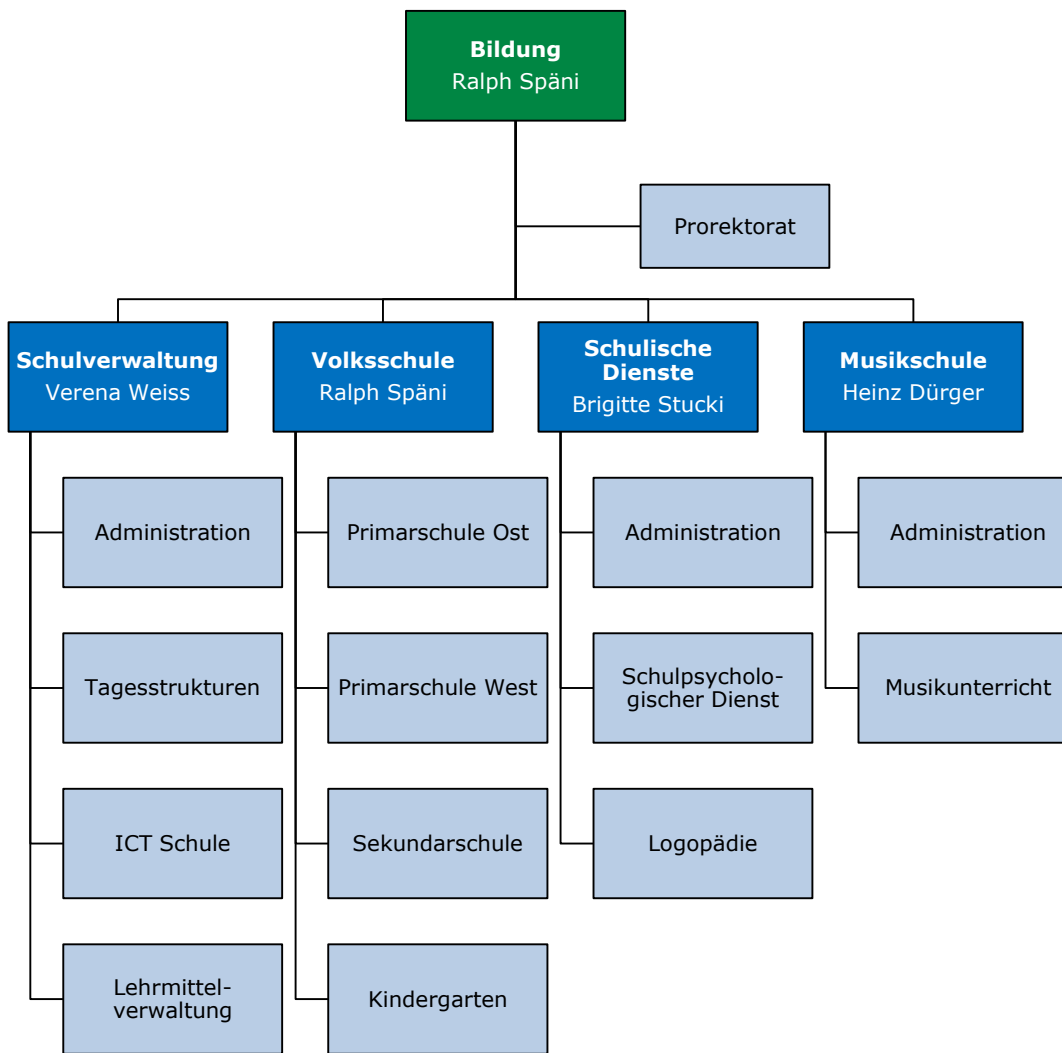 Bildung
Ralph Späni
Prorektorat
Schulverwaltung
Verena Weiss
Volksschule
Ralph Späni
Schulische
Dienste
Brigitte Stucki
Musikschule
Heinz Dürger
Administration
Primarschule Ost
Administration
Administration
Tagesstrukturen
Primarschule West
Schulpsycholo-
gischer Dienst
Musikunterricht
ICT Schule
Sekundarschule
Logopädie
Lehrmittel-
verwaltung
Kindergarten